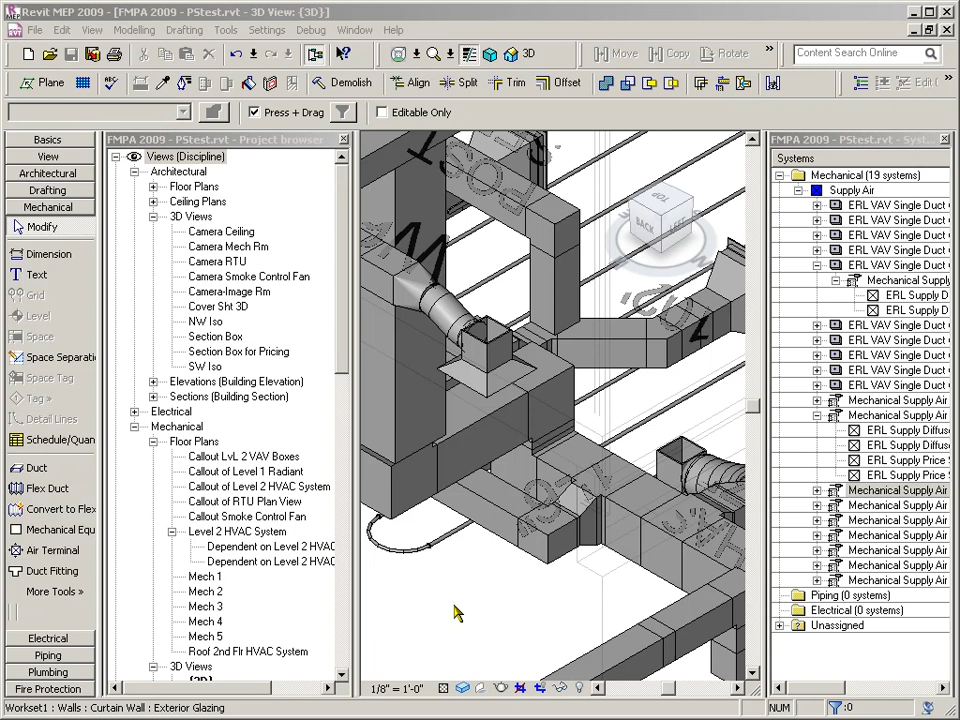 Revit MEP 2009 - [FMPA 2009 - PStest.rvt - 3D View: {3D}]
File Edit View Modelling Drafting Tools Settings Debug Window Help
3D Move Copy Rotate » Content Search Online
Plane Demolish Align Split Trim Offset Edit
Press + Drag Editable Only
Basics
View
Architectural
Drafting
Mechanical
Modify
Dimension
Text
Grid
Level
Space
Space Separati
Space Tag
Tag »
Detail Lines
Schedule/Quan
Duct
Flex Duct
Convert to Flex
Mechanical Equ
Air Terminal
Duct Fitting
More Tools »
Electrical
Piping
Plumbing
Fire Protection
FMPA 2009 - PStest.rvt - Project browser
Views (Discipline)
Architectural
Floor Plans
Ceiling Plans
3D Views
Camera Ceiling
Camera Mech Rm
Camera RTU
Camera Smoke Control Fan
Camera-Image Rm
Cover Sht 3D
NW Iso
Section Box
Section Box for Pricing
SW Iso
Elevations (Building Elevation)
Sections (Building Section)
Electrical
Mechanical
Floor Plans
Callout LvL 2 VAV Boxes
Callout of Level 1 Radiant
Callout of Level 2 HVAC System
Callout of RTU Plan View
Callout Smoke Control Fan
Level 2 HVAC System
Dependent on Level 2 HVAC
Dependent on Level 2 HVAC
Mech 1
Mech 2
Mech 3
Mech 4
Mech 5
Roof 2nd Flr HVAC System
3D Views
{3D}
TOP
BACK
LEFT
W
1/8" = 1'-0"
FMPA 2009 - PStest.rvt - Syst...
Systems
Mechanical (19 systems)
Supply Air
ERL VAV Single Duct
ERL VAV Single Duct
ERL VAV Single Duct
ERL VAV Single Duct
ERL VAV Single Duct
Mechanical Supply
ERL Supply D
ERL Supply D
ERL VAV Single Duct
ERL VAV Single Duct
ERL VAV Single Duct
ERL VAV Single Duct
ERL VAV Single Duct
Mechanical Supply Air
Mechanical Supply Air
ERL Supply Diffuse
ERL Supply Diffuse
ERL Supply Price
ERL Supply Price
Mechanical Supply Air
Mechanical Supply Air
Mechanical Supply Air
Mechanical Supply Air
Mechanical Supply Air
Mechanical Supply Air
Mechanical Supply Air
Piping (0 systems)
Electrical (0 systems)
Unassigned
Workset1 : Walls : Curtain Wall : Exterior Glazing NUM :0